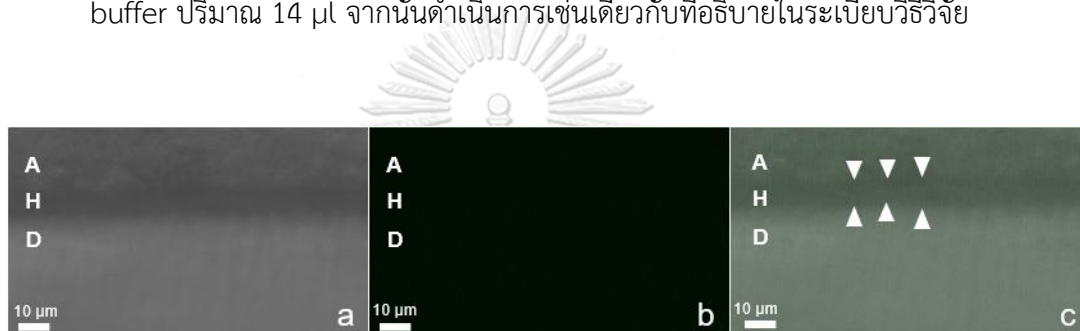 buffer ปริมาณ 14 µl จากนั้นดำเนินการเช่นเดียวกับที่อธิบายในระเบียบวิธีวิจัย
A A A
H H H
D D D
10 µm a 10 µm b 10 µm c